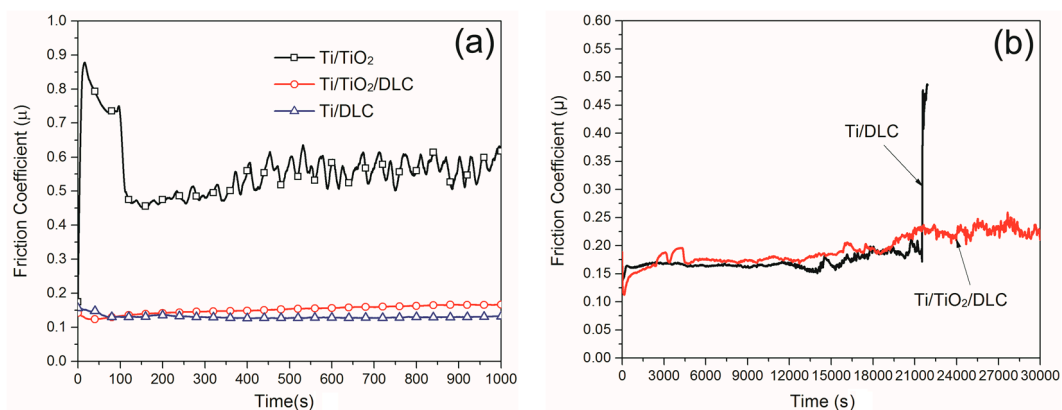 (a)
Ti/TiO₂
Ti/TiO₂/DLC
Ti/DLC
Friction Coefficient (μ)
1.0
0.9
0.8
0.7
0.6
0.5
0.4
0.3
0.2
0.1
0.0
0 100 200 300 400 500 600 700 800 900 1000
Time(s)
(b)
Ti/DLC
Ti/TiO₂/DLC
Friction Coefficient (μ)
0.60
0.55
0.50
0.45
0.40
0.35
0.30
0.25
0.20
0.15
0.10
0.05
0.00
0 3000 6000 9000 12000 15000 18000 21000 24000 27000 30000
Time (s)